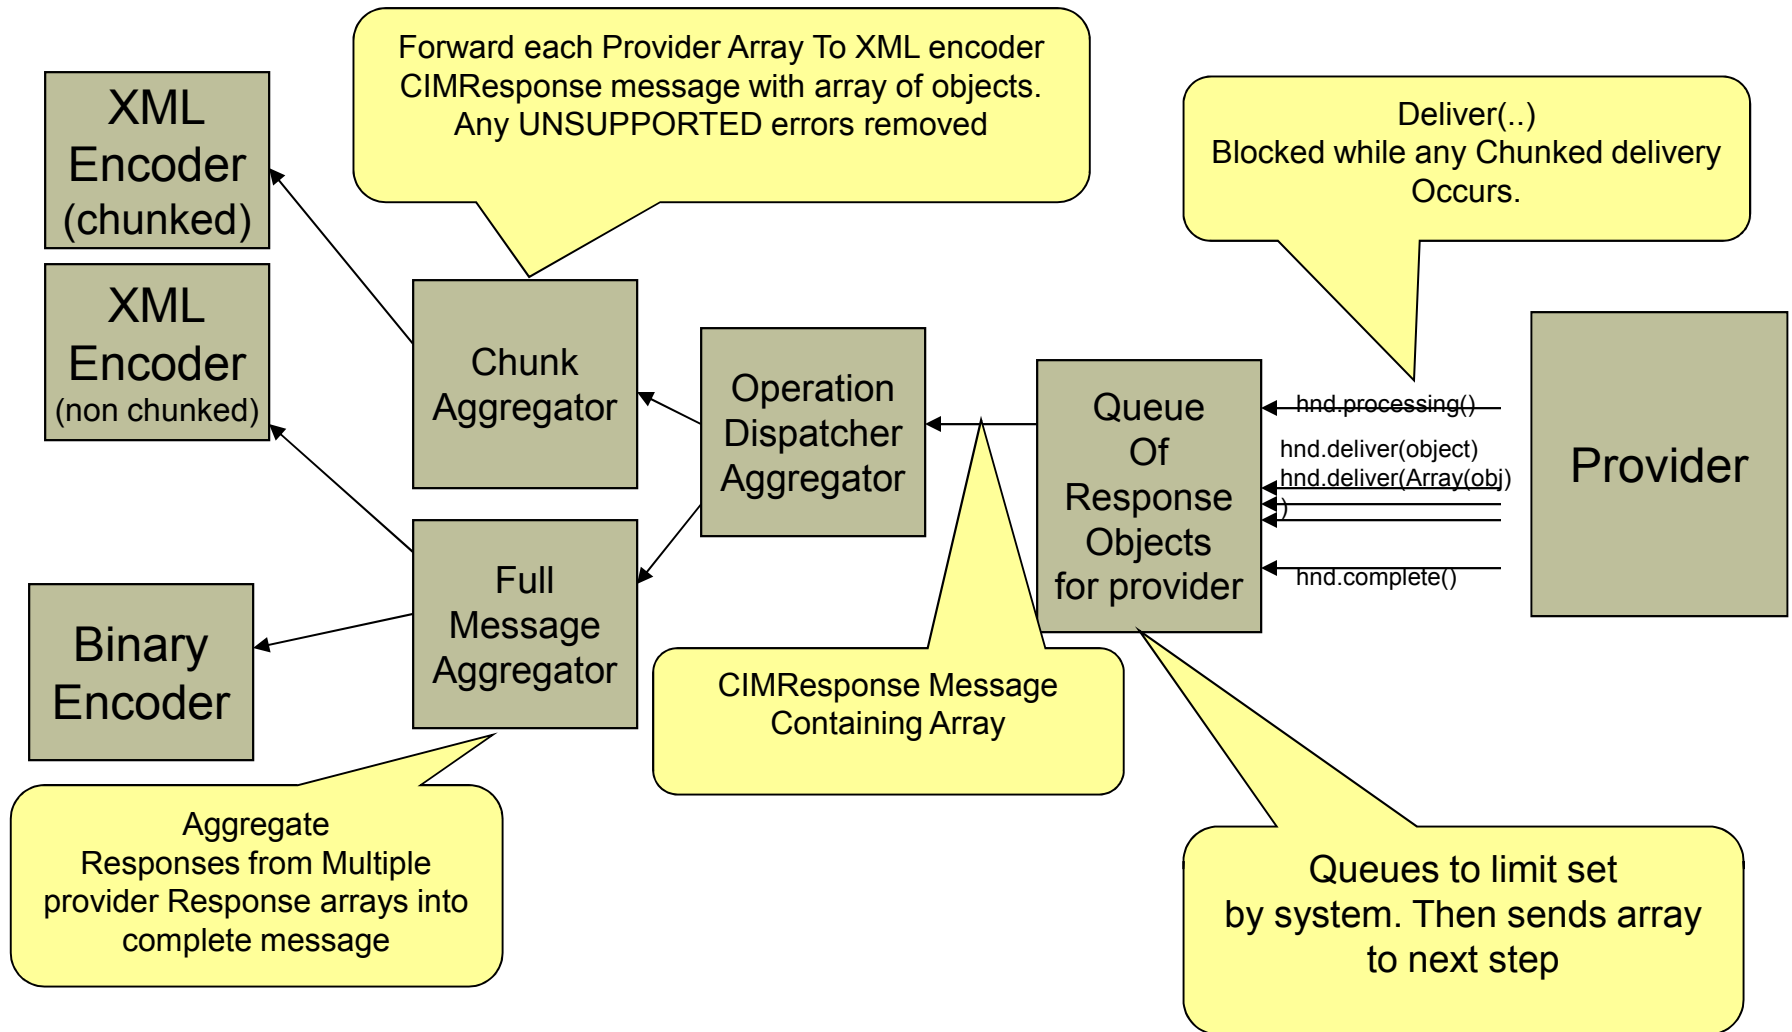 Forward each Provider Array To XML encoder
CIMResponse message with array of objects.
Any UNSUPPORTED errors removed
Deliver(..)
Blocked while any Chunked delivery
Occurs.
XML
Encoder
(chunked)
XML
Encoder
(non chunked)
Binary
Encoder
Chunk
Aggregator
Full
Message
Aggregator
Operation
Dispatcher
Aggregator
Queue
Of
Response
Objects
for provider
hnd.processing()
hnd.deliver(object)
hnd.deliver(Array(obj)
)
hnd.complete()
Provider
CIMResponse Message
Containing Array
Aggregate
Responses from Multiple
provider Response arrays into
complete message
Queues to limit set
by system. Then sends array
to next step